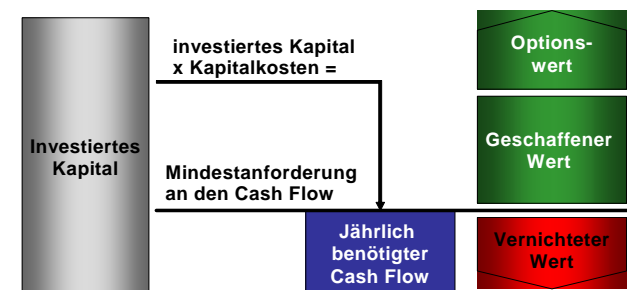 Investiertes
Kapital
investiertes Kapital
x Kapitalkosten =
Mindestanforderung
an den Cash Flow
Jährlich
benötigter
Cash Flow
Options-
wert
Geschaffener
Wert
Vernichteter
Wert